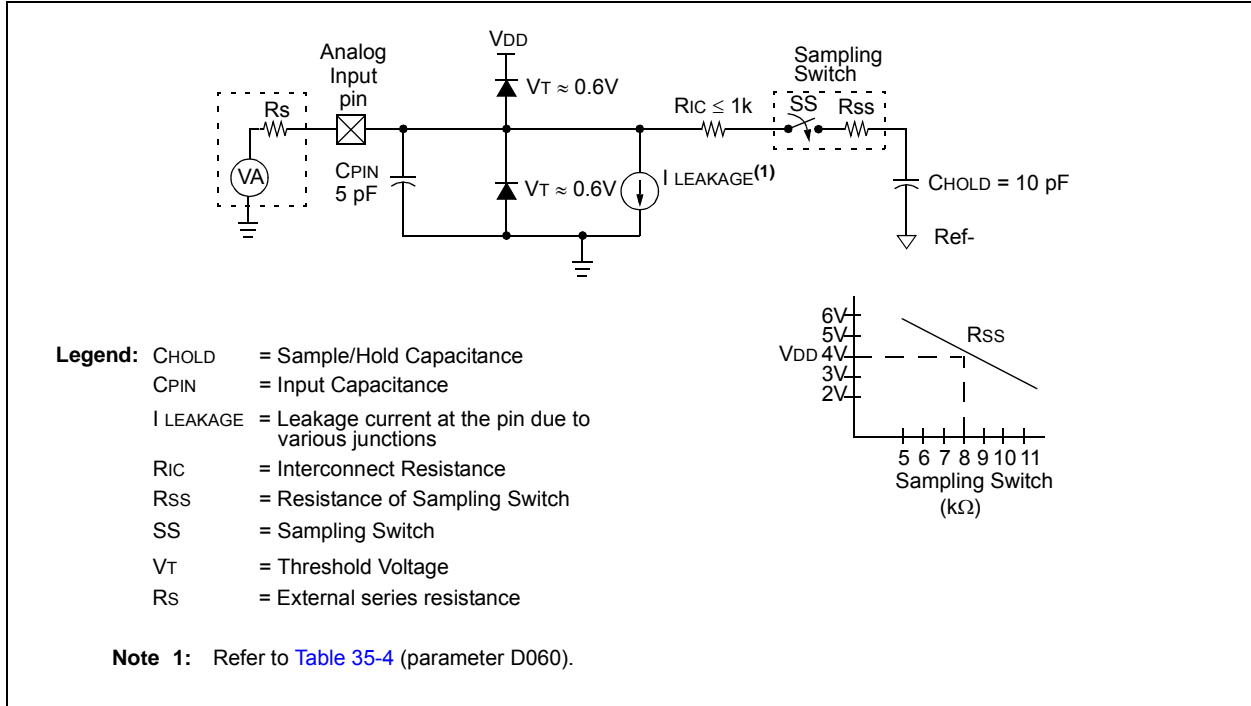 VDD
Sampling
Switch
Analog
Input
pin
VT ≈ 0.6V
Rs
RIC ≤ 1k
SS
Rss
VA
CPIN
5 pF
VT ≈ 0.6V
I LEAKAGE(1)
CHOLD = 10 pF
Ref-
6V
5V
VDD 4V
3V
2V
RSS
5 6 7 8 9 10 11
Sampling Switch
(kΩ)
Legend: CHOLD = Sample/Hold Capacitance
CPIN = Input Capacitance
I LEAKAGE = Leakage current at the pin due to
various junctions
RIC = Interconnect Resistance
RSS = Resistance of Sampling Switch
SS = Sampling Switch
VT = Threshold Voltage
RS = External series resistance
Note 1: Refer to Table 35-4 (parameter D060).